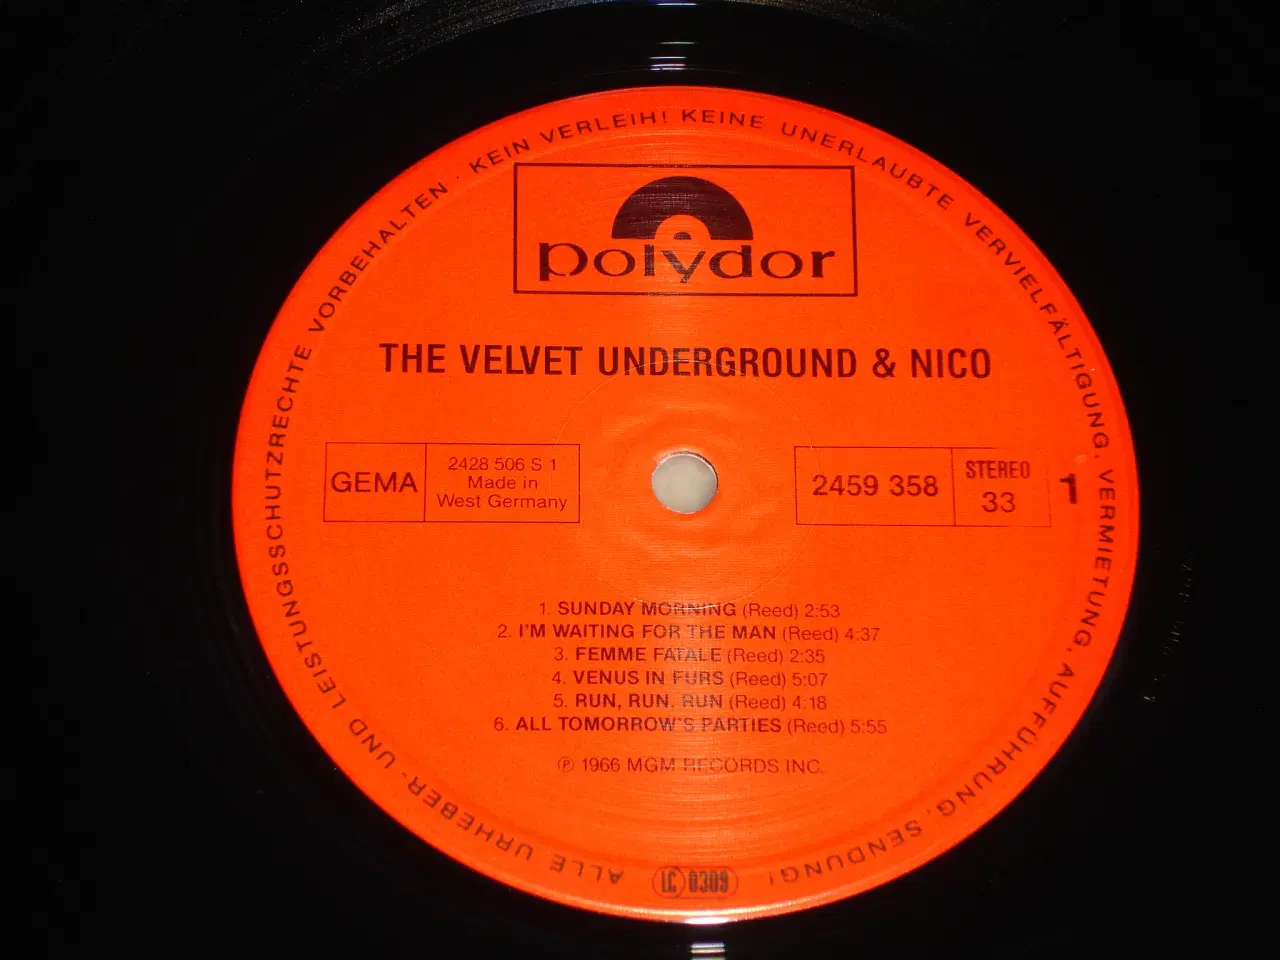 ALLE URHEBER- UND LEISTUNGSSCHUTZRECHTE VORBEHALTEN · KEIN VERLEIH! KEINE UNERLAUBTE VERVIELFÄLTIGUNG, VERMIETUNG, AUFFÜHRUNG, SENDUNG!
polydor
THE VELVET UNDERGROUND & NICO
GEMA
2428 506 S 1
Made in
West Germany
2459 358
STEREO
33
1
1. SUNDAY MORNING (Reed) 2:53
2. I'M WAITING FOR THE MAN (Reed) 4:37
3. FEMME FATALE (Reed) 2:35
4. VENUS IN FURS (Reed) 5:07
5. RUN, RUN, RUN (Reed) 4:18
6. ALL TOMORROW'S PARTIES (Reed) 5:55
℗ 1966 MGM RECORDS INC.
LC 0309